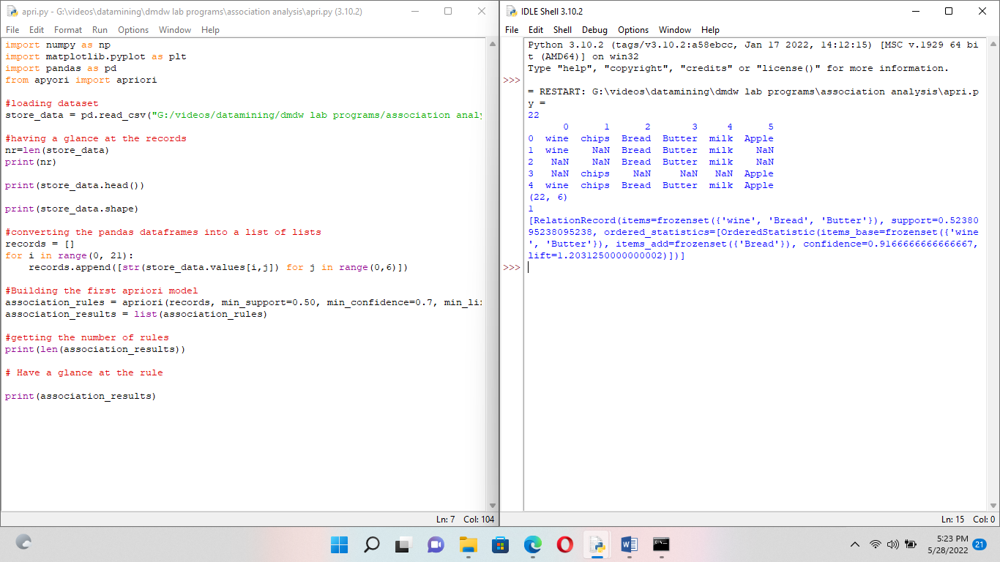 apri.py - G:\videos\datamining\dmdw lab programs\association analysis\apri.py (3.10.2)
File Edit Format Run Options Window Help
import numpy as np
import matplotlib.pyplot as plt
import pandas as pd
from apyori import apriori
#loading dataset
store_data = pd.read_csv("G:/videos/datamining/dmdw lab programs/association analy
#having a glance at the records
nr=len(store_data)
print(nr)
print(store_data.head())
print(store_data.shape)
#converting the pandas dataframes into a list of lists
records = []
for i in range(0, 21):
    records.append([str(store_data.values[i,j]) for j in range(0,6)])
#Building the first apriori model
association_rules = apriori(records, min_support=0.50, min_confidence=0.7, min_li
association_results = list(association_rules)
#getting the number of rules
print(len(association_results))
# Have a glance at the rule
print(association_results)
Ln: 7 Col: 104
IDLE Shell 3.10.2
File Edit Shell Debug Options Window Help
Python 3.10.2 (tags/v3.10.2:a58ebcc, Jan 17 2022, 14:12:15) [MSC v.1929 64 bi
t (AMD64)] on win32
Type "help", "copyright", "credits" or "license()" for more information.
>>>
= RESTART: G:\videos\datamining\dmdw lab programs\association analysis\apri.p
y =
22
      0      1      2       3     4      5
0  wine  chips  Bread  Butter  milk  Apple
1  wine    NaN  Bread  Butter  milk    NaN
2   NaN    NaN  Bread  Butter  milk    NaN
3   NaN  chips    NaN     NaN   NaN  Apple
4  wine  chips  Bread  Butter  milk  Apple
(22, 6)
1
[RelationRecord(items=frozenset({'wine', 'Bread', 'Butter'}), support=0.5238
095238095238, ordered_statistics=[OrderedStatistic(items_base=frozenset({'wine
', 'Butter'}), items_add=frozenset({'Bread'}), confidence=0.9166666666666667,
lift=1.2031250000000002)])]
>>>
Ln: 15 Col: 0
5:23 PM
5/28/2022
21